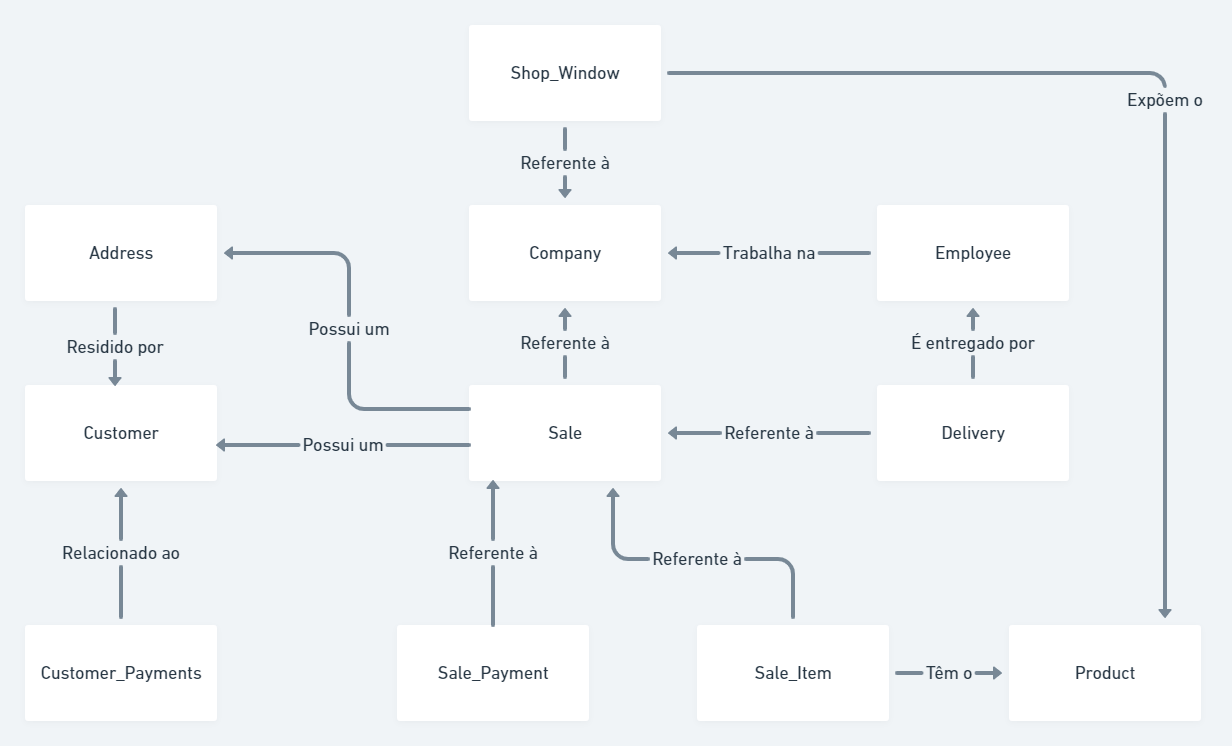 Shop_Window
Expõem o
Referente à
Address
Company
Trabalha na
Employee
Possui um
Residido por
Referente à
É entregado por
Customer
Possui um
Sale
Referente à
Delivery
Relacionado ao
Referente à
Referente à
Customer_Payments
Sale_Payment
Sale_Item
Têm o
Product